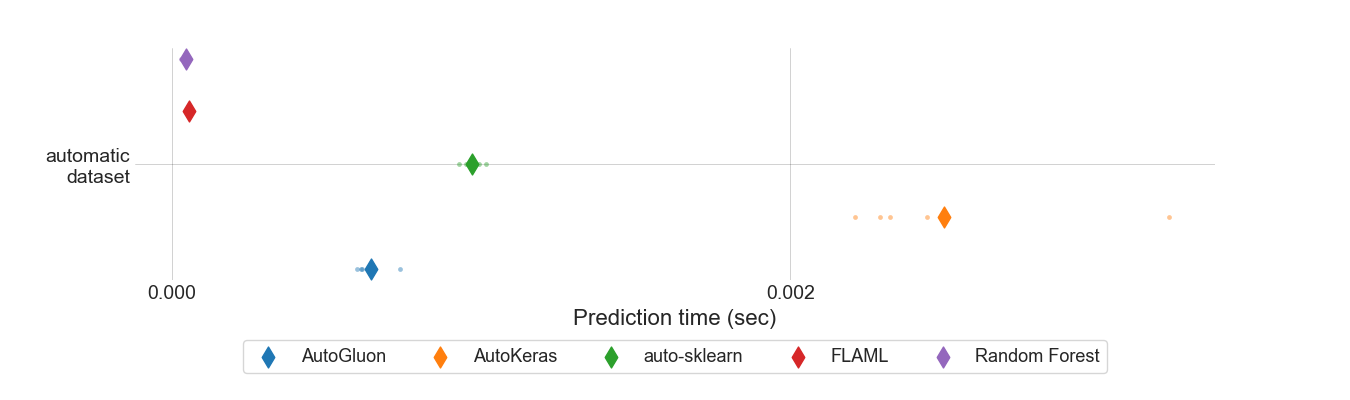 automatic
dataset
0.000
0.002
Prediction time (sec)
AutoGluon
AutoKeras
auto-sklearn
FLAML
Random Forest